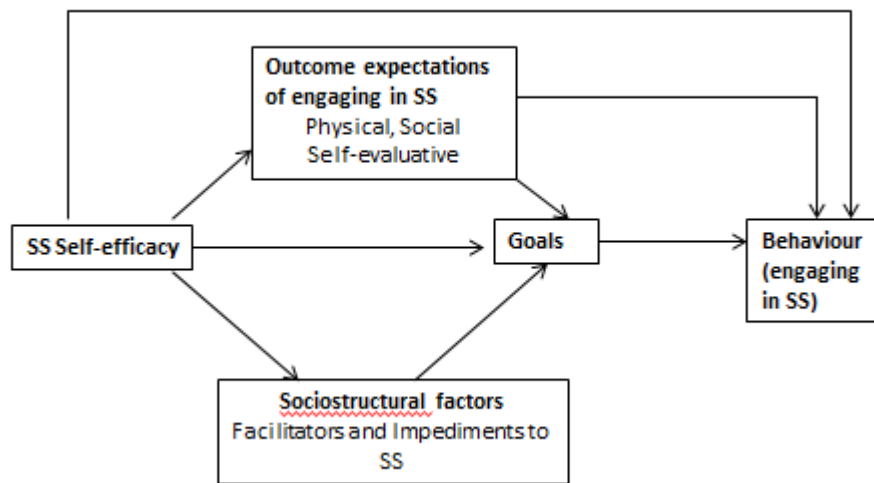 Outcome expectations
of engaging in SS
Physical, Social
Self-evaluative
SS Self-efficacy
Goals
Behaviour
(engaging
in SS)
Sociostructural factors
Facilitators and Impediments to
SS